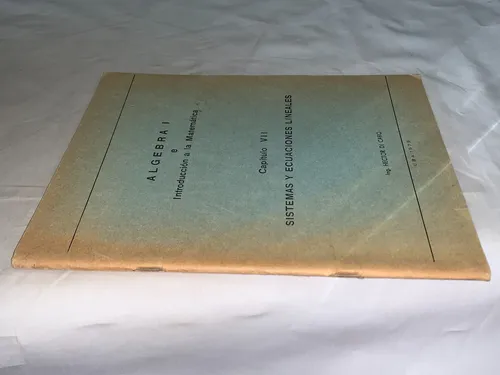 ALGEBRA I
e
Introducción a la Matemática
Capítulo VII
SISTEMAS Y ECUACIONES LINEALES
Ing. HECTOR DI CARO